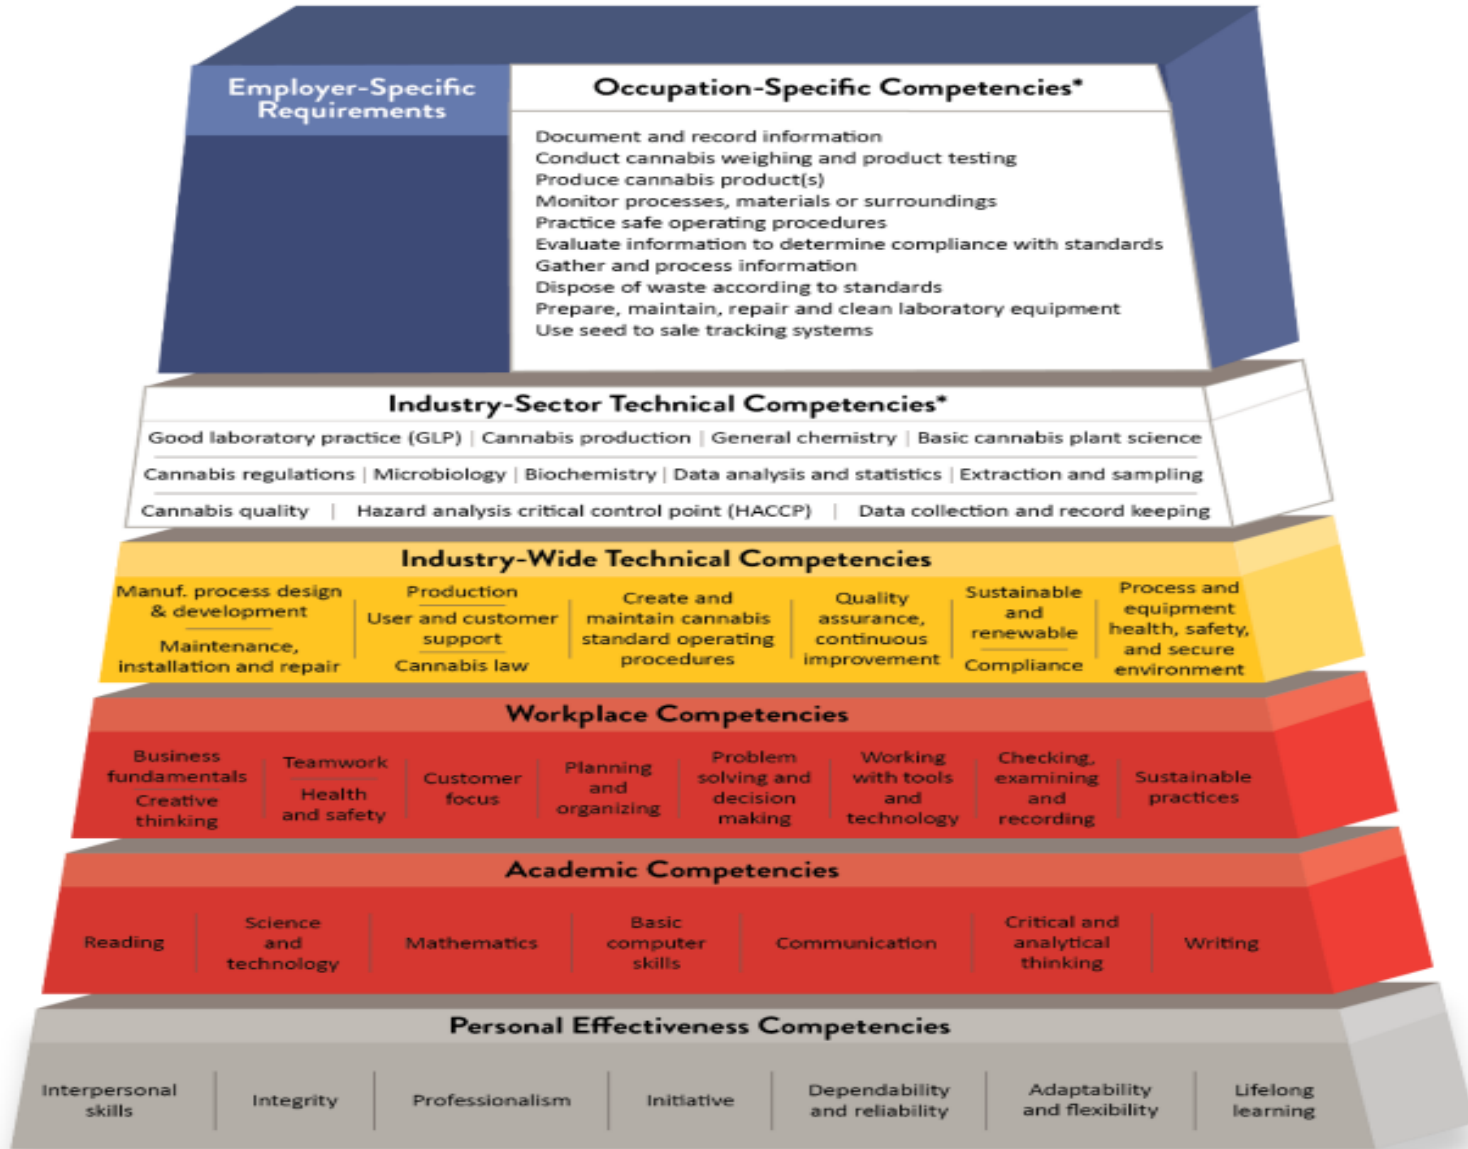 Employer-Specific
Requirements
Occupation-Specific Competencies*
Document and record information
Conduct cannabis weighing and product testing
Produce cannabis product(s)
Monitor processes, materials or surroundings
Practice safe operating procedures
Evaluate information to determine compliance with standards
Gather and process information
Dispose of waste according to standards
Prepare, maintain, repair and clean laboratory equipment
Use seed to sale tracking systems
Industry-Sector Technical Competencies*
Good laboratory practice (GLP) | Cannabis production | General chemistry | Basic cannabis plant science
Cannabis regulations | Microbiology | Biochemistry | Data analysis and statistics | Extraction and sampling
Cannabis quality | Hazard analysis critical control point (HACCP) | Data collection and record keeping
Industry-Wide Technical Competencies
Manuf. process design
& development
Maintenance,
installation and repair
Production
User and customer
support
Cannabis law
Create and
maintain cannabis
standard operating
procedures
Quality
assurance,
continuous
improvement
Sustainable
and
renewable
Compliance
Process and
equipment
health, safety,
and secure
environment
Workplace Competencies
Business
fundamentals
Creative
thinking
Teamwork
Health
and safety
Customer
focus
Planning
and
organizing
Problem
solving and
decision
making
Working
with tools
and
technology
Checking,
examining
and
recording
Sustainable
practices
Academic Competencies
Reading
Science
and
technology
Mathematics
Basic
computer
skills
Communication
Critical and
analytical
thinking
Writing
Personal Effectiveness Competencies
Interpersonal
skills
Integrity
Professionalism
Initiative
Dependability
and reliability
Adaptability
and flexibility
Lifelong
learning